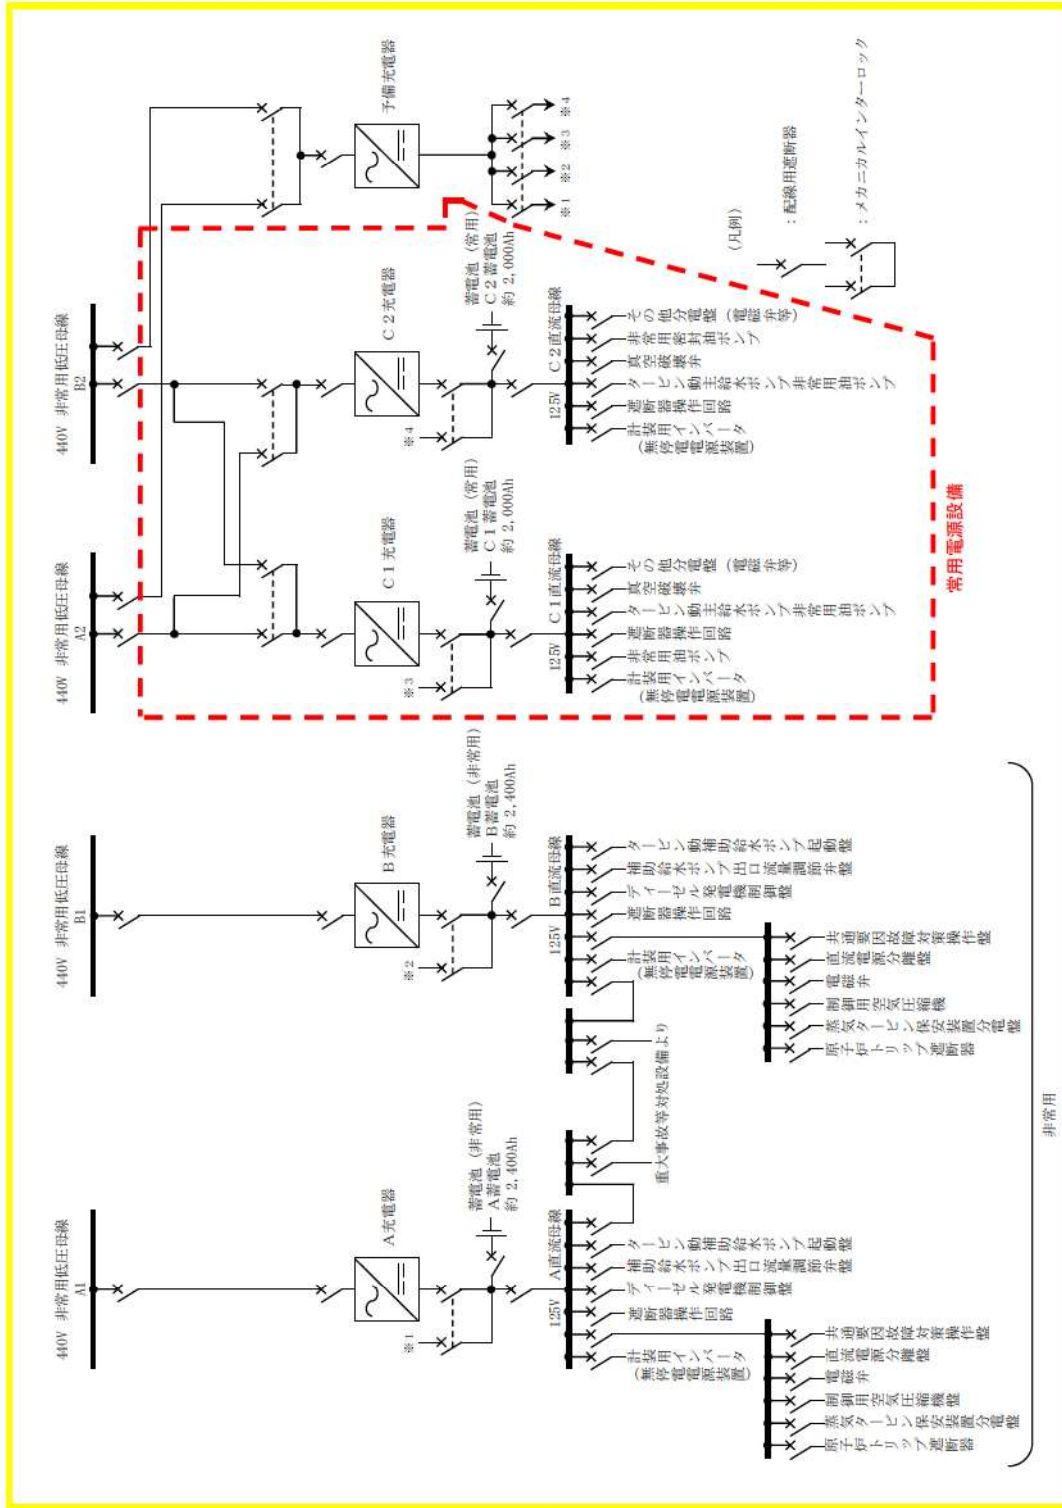 440V 非常用低圧母線
A1
440V 非常用低圧母線
B1
440V 非常用低圧母線
A2
440V 非常用低圧母線
B2
A充電器
B充電器
C1充電器
C2充電器
予備充電器
※1
※2
※3
※4
※1
※2
※3
※4
蓄電池（非常用）
A蓄電池
約 2,400Ah
蓄電池（非常用）
B蓄電池
約 2,400Ah
蓄電池（常用）
C1蓄電池
約 2,000Ah
蓄電池（常用）
C2蓄電池
約 2,000Ah
125V A直流母線
125V B直流母線
125V C1直流母線
125V C2直流母線
計装用インバータ
（無停電電源装置）
遮断器操作回路
ディーゼル発電機制御盤
補助給水ポンプ出口流量調節弁盤
タービン動補助給水ポンプ起動盤
重大事故等対処設備より
計装用インバータ
（無停電電源装置）
遮断器操作回路
ディーゼル発電機制御盤
補助給水ポンプ出口流量調節弁盤
タービン動補助給水ポンプ起動盤
計装用インバータ
（無停電電源装置）
非常用油ポンプ
遮断器操作回路
タービン動主給水ポンプ非常用油ポンプ
真空破壊弁
その他分電盤（電磁弁等）
計装用インバータ
（無停電電源装置）
遮断器操作回路
タービン動主給水ポンプ非常用油ポンプ
真空破壊弁
非常用密封油ポンプ
その他分電盤（電磁弁等）
原子炉トリップ遮断器
蒸気タービン保安装置分電盤
制御用空気圧縮機盤
電磁弁
直流電源分離盤
共通要因故障対策操作盤
原子炉トリップ遮断器
蒸気タービン保安装置分電盤
制御用空気圧縮機
電磁弁
直流電源分離盤
共通要因故障対策操作盤
非常用
常用電源設備
（凡例）
：配線用遮断器
：メカニカルインターロック